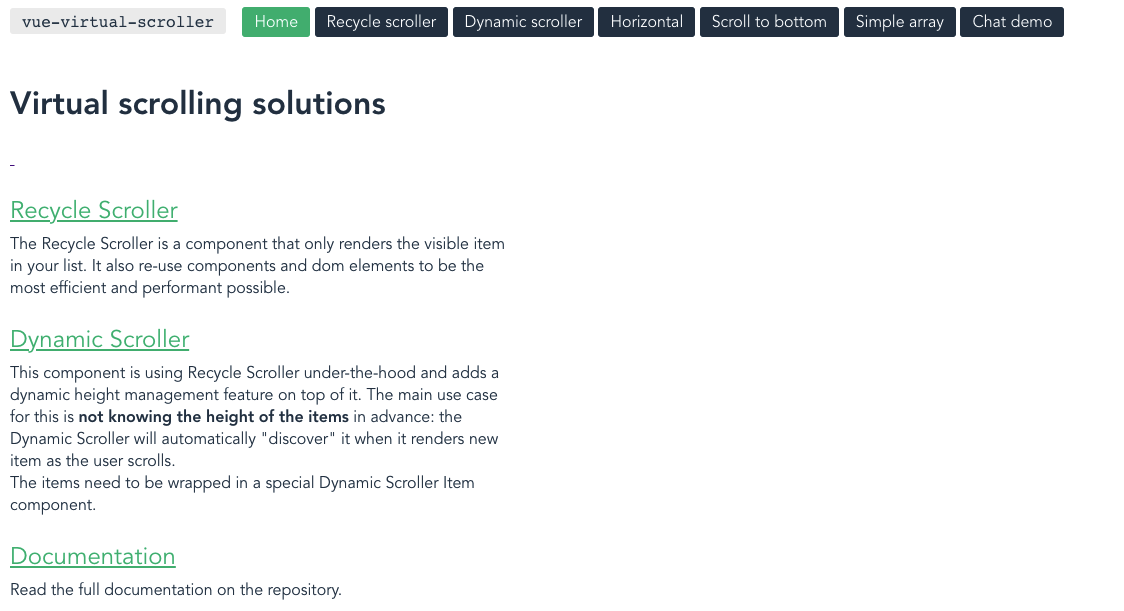 vue-virtual-scroller Home Recycle scroller Dynamic scroller Horizontal Scroll to bottom Simple array Chat demo
Virtual scrolling solutions
-
Recycle Scroller
The Recycle Scroller is a component that only renders the visible item
in your list. It also re-use components and dom elements to be the
most efficient and performant possible.
Dynamic Scroller
This component is using Recycle Scroller under-the-hood and adds a
dynamic height management feature on top of it. The main use case
for this is not knowing the height of the items in advance: the
Dynamic Scroller will automatically "discover" it when it renders new
item as the user scrolls.
The items need to be wrapped in a special Dynamic Scroller Item
component.
Documentation
Read the full documentation on the repository.